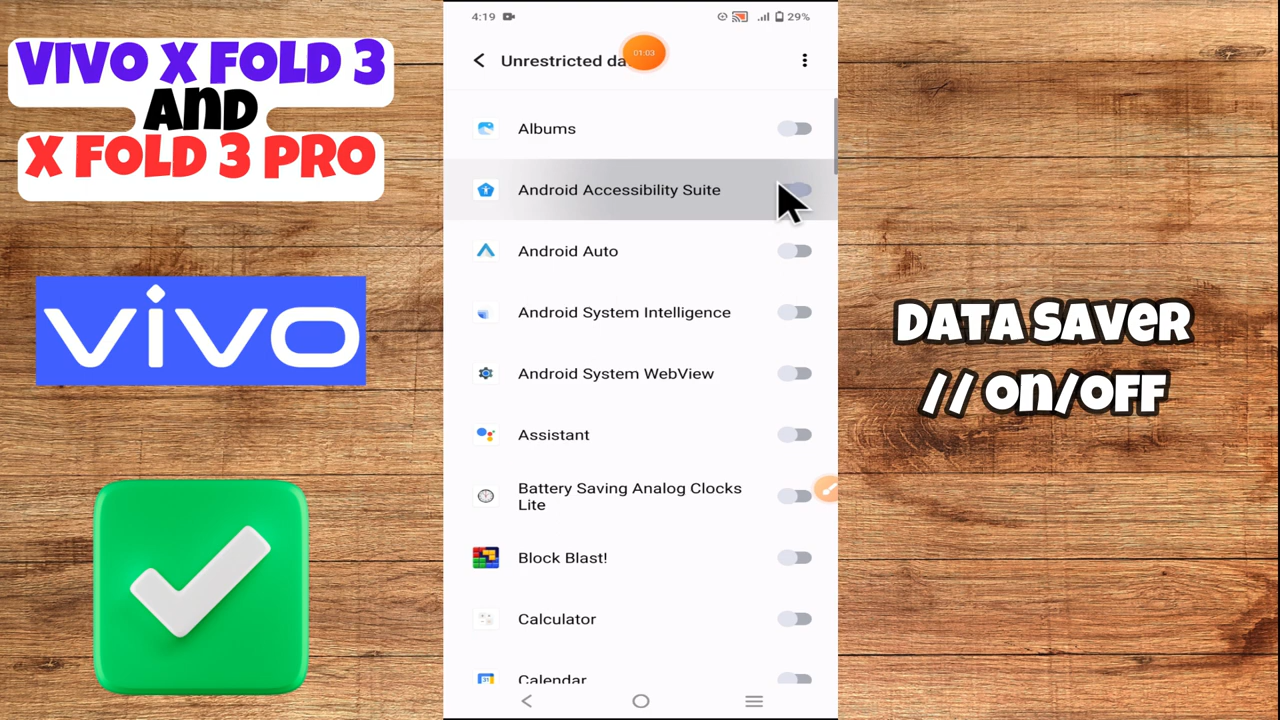 VIVO X FOLD 3
AND
X FOLD 3 PRO
vivo
4:19
29%
Unrestricted da
01:03
Albums
Android Accessibility Suite
Android Auto
Android System Intelligence
Android System WebView
Assistant
Battery Saving Analog Clocks
Lite
Block Blast!
Calculator
Calendar
31
DATA SAVER
// ON/OFF